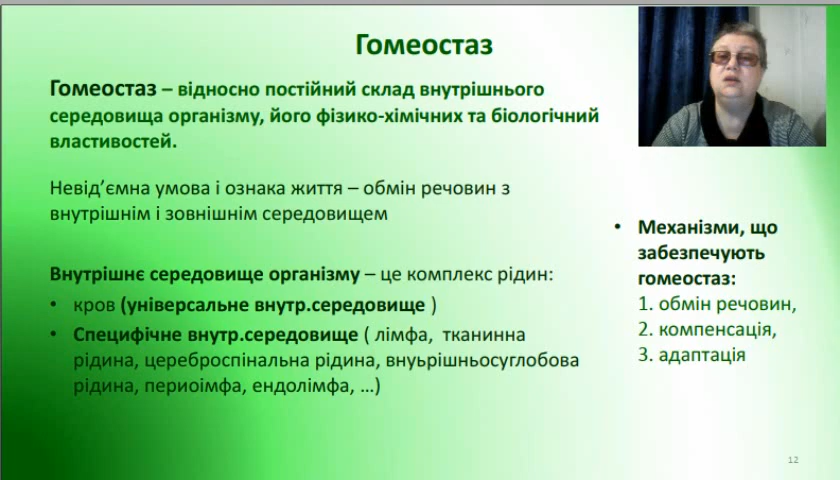 Гомеостаз
Гомеостаз – відносно постійний склад внутрішнього
середовища організму, його фізико-хімічних та біологічний
властивостей.
Невід’ємна умова і ознака життя – обмін речовин з
внутрішнім і зовнішнім середовищем
Внутрішнє середовище організму – це комплекс рідин:
• кров (універсальне внутр.середовище )
• Специфічне внутр.середовище ( лімфа, тканинна
рідина, цереброспінальна рідина, внуьрішньосуглобова
рідина, периоімфа, ендолімфа, ...)
• Механізми, що
забезпечують
гомеостаз:
1. обмін речовин,
2. компенсація,
3. адаптація
12